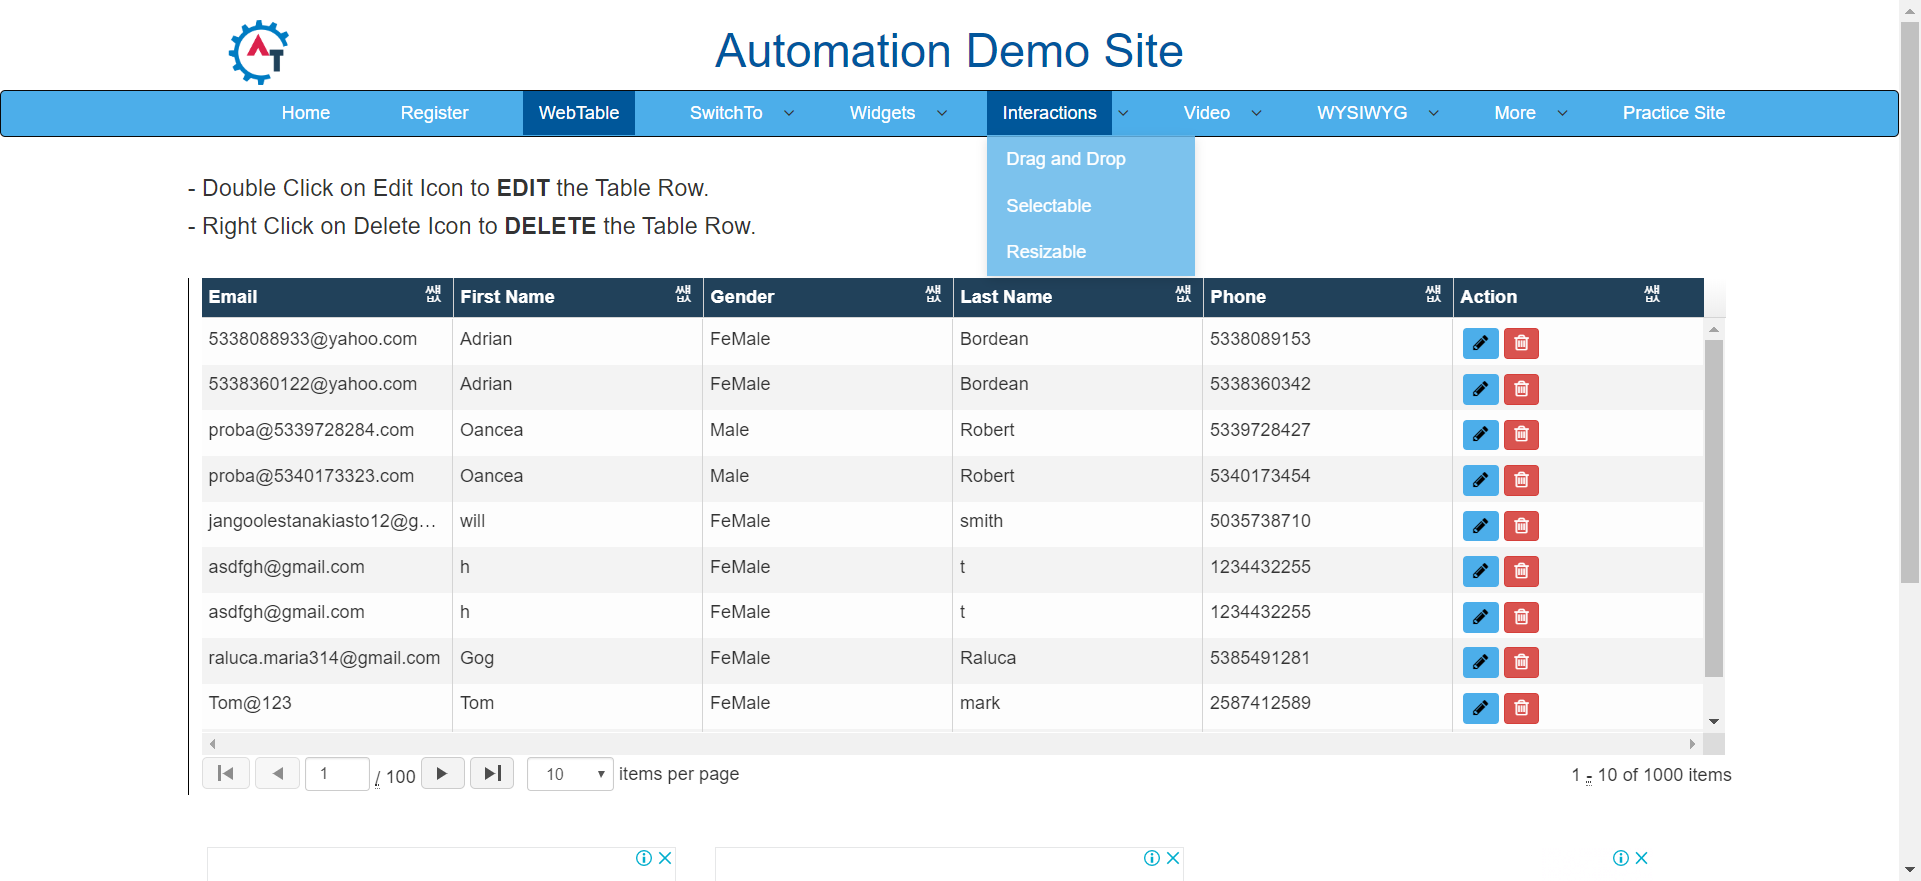 Automation Demo Site
Home Register WebTable SwitchTo Widgets Interactions Video WYSIWYG More Practice Site
Drag and Drop
Selectable
Resizable
- Double Click on Edit Icon to EDIT the Table Row.
- Right Click on Delete Icon to DELETE the Table Row.
Email First Name Gender Last Name Phone Action
5338088933@yahoo.com Adrian FeMale Bordean 5338089153
5338360122@yahoo.com Adrian FeMale Bordean 5338360342
proba@5339728284.com Oancea Male Robert 5339728427
proba@5340173323.com Oancea Male Robert 5340173454
jangoolestanakiasto12@g... will FeMale smith 5035738710
asdfgh@gmail.com h FeMale t 1234432255
asdfgh@gmail.com h FeMale t 1234432255
raluca.maria314@gmail.com Gog FeMale Raluca 5385491281
Tom@123 Tom FeMale mark 2587412589
1 / 100 10 items per page 1 - 10 of 1000 items